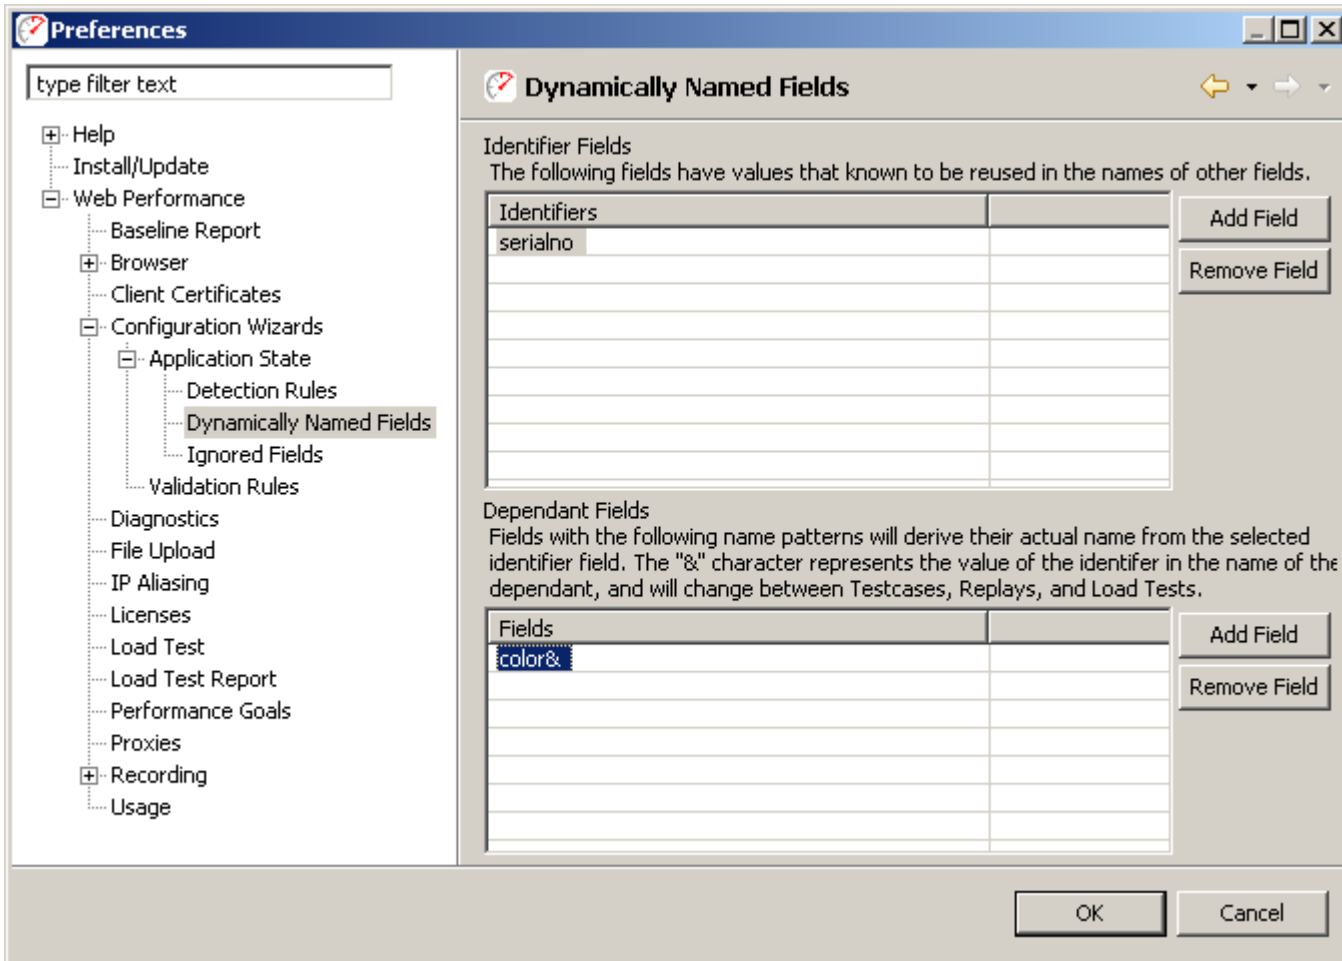 Preferences
type filter text
Help
Install/Update
Web Performance
Baseline Report
Browser
Client Certificates
Configuration Wizards
Application State
Detection Rules
Dynamically Named Fields
Ignored Fields
Validation Rules
Diagnostics
File Upload
IP Aliasing
Licenses
Load Test
Load Test Report
Performance Goals
Proxies
Recording
Usage
Dynamically Named Fields
Identifier Fields
The following fields have values that known to be reused in the names of other fields.
Identifiers
serialno
Add Field
Remove Field
Dependant Fields
Fields with the following name patterns will derive their actual name from the selected
identifier field. The "&" character represents the value of the identifer in the name of the
dependant, and will change between Testcases, Replays, and Load Tests.
Fields
color&
Add Field
Remove Field
OK
Cancel